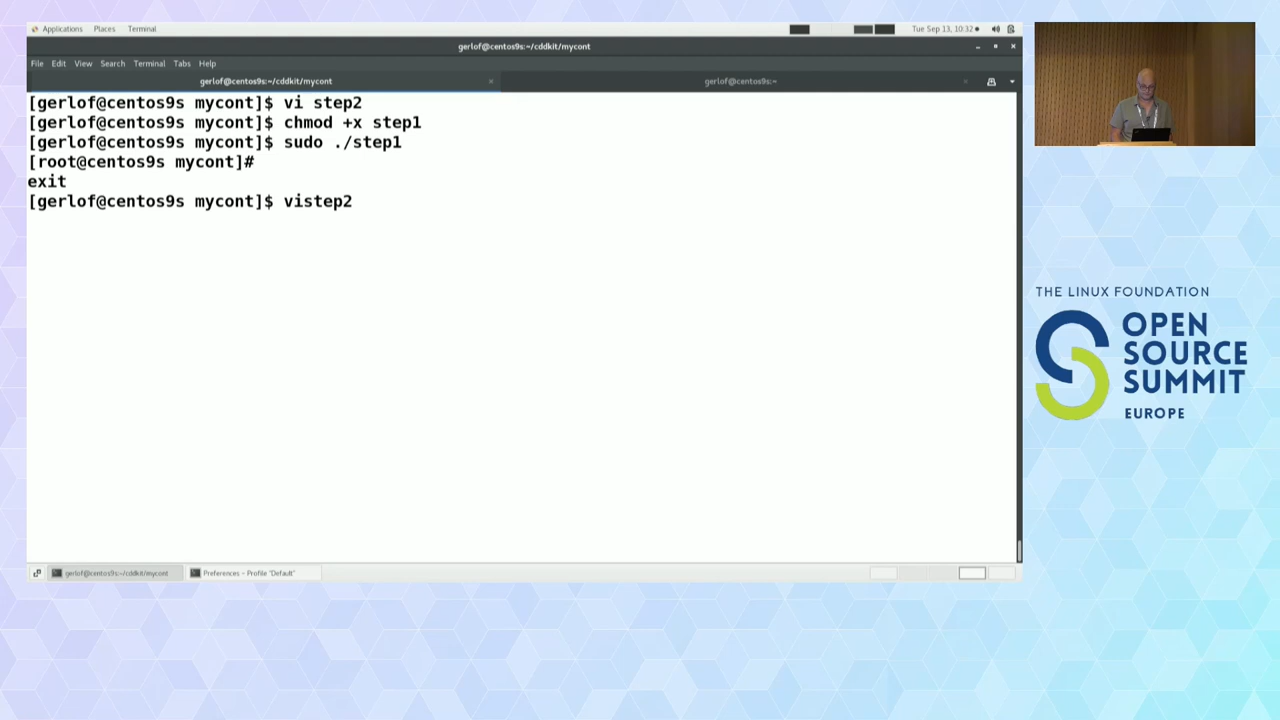 Applications Places Terminal
Tue Sep 13, 10:32
gerlof@centos9s:~/cddkit/mycont
File Edit View Search Terminal Tabs Help
gerlof@centos9s:~/cddkit/mycont
gerlof@centos9s:~
[gerlof@centos9s mycont]$ vi step2
[gerlof@centos9s mycont]$ chmod +x step1
[gerlof@centos9s mycont]$ sudo ./step1
[root@centos9s mycont]#
exit
[gerlof@centos9s mycont]$ vistep2
gerlof@centos9s:~/cddkit/mycont
Preferences – Profile "Default"
THE LINUX FOUNDATION
OPEN
SOURCE
SUMMIT
EUROPE